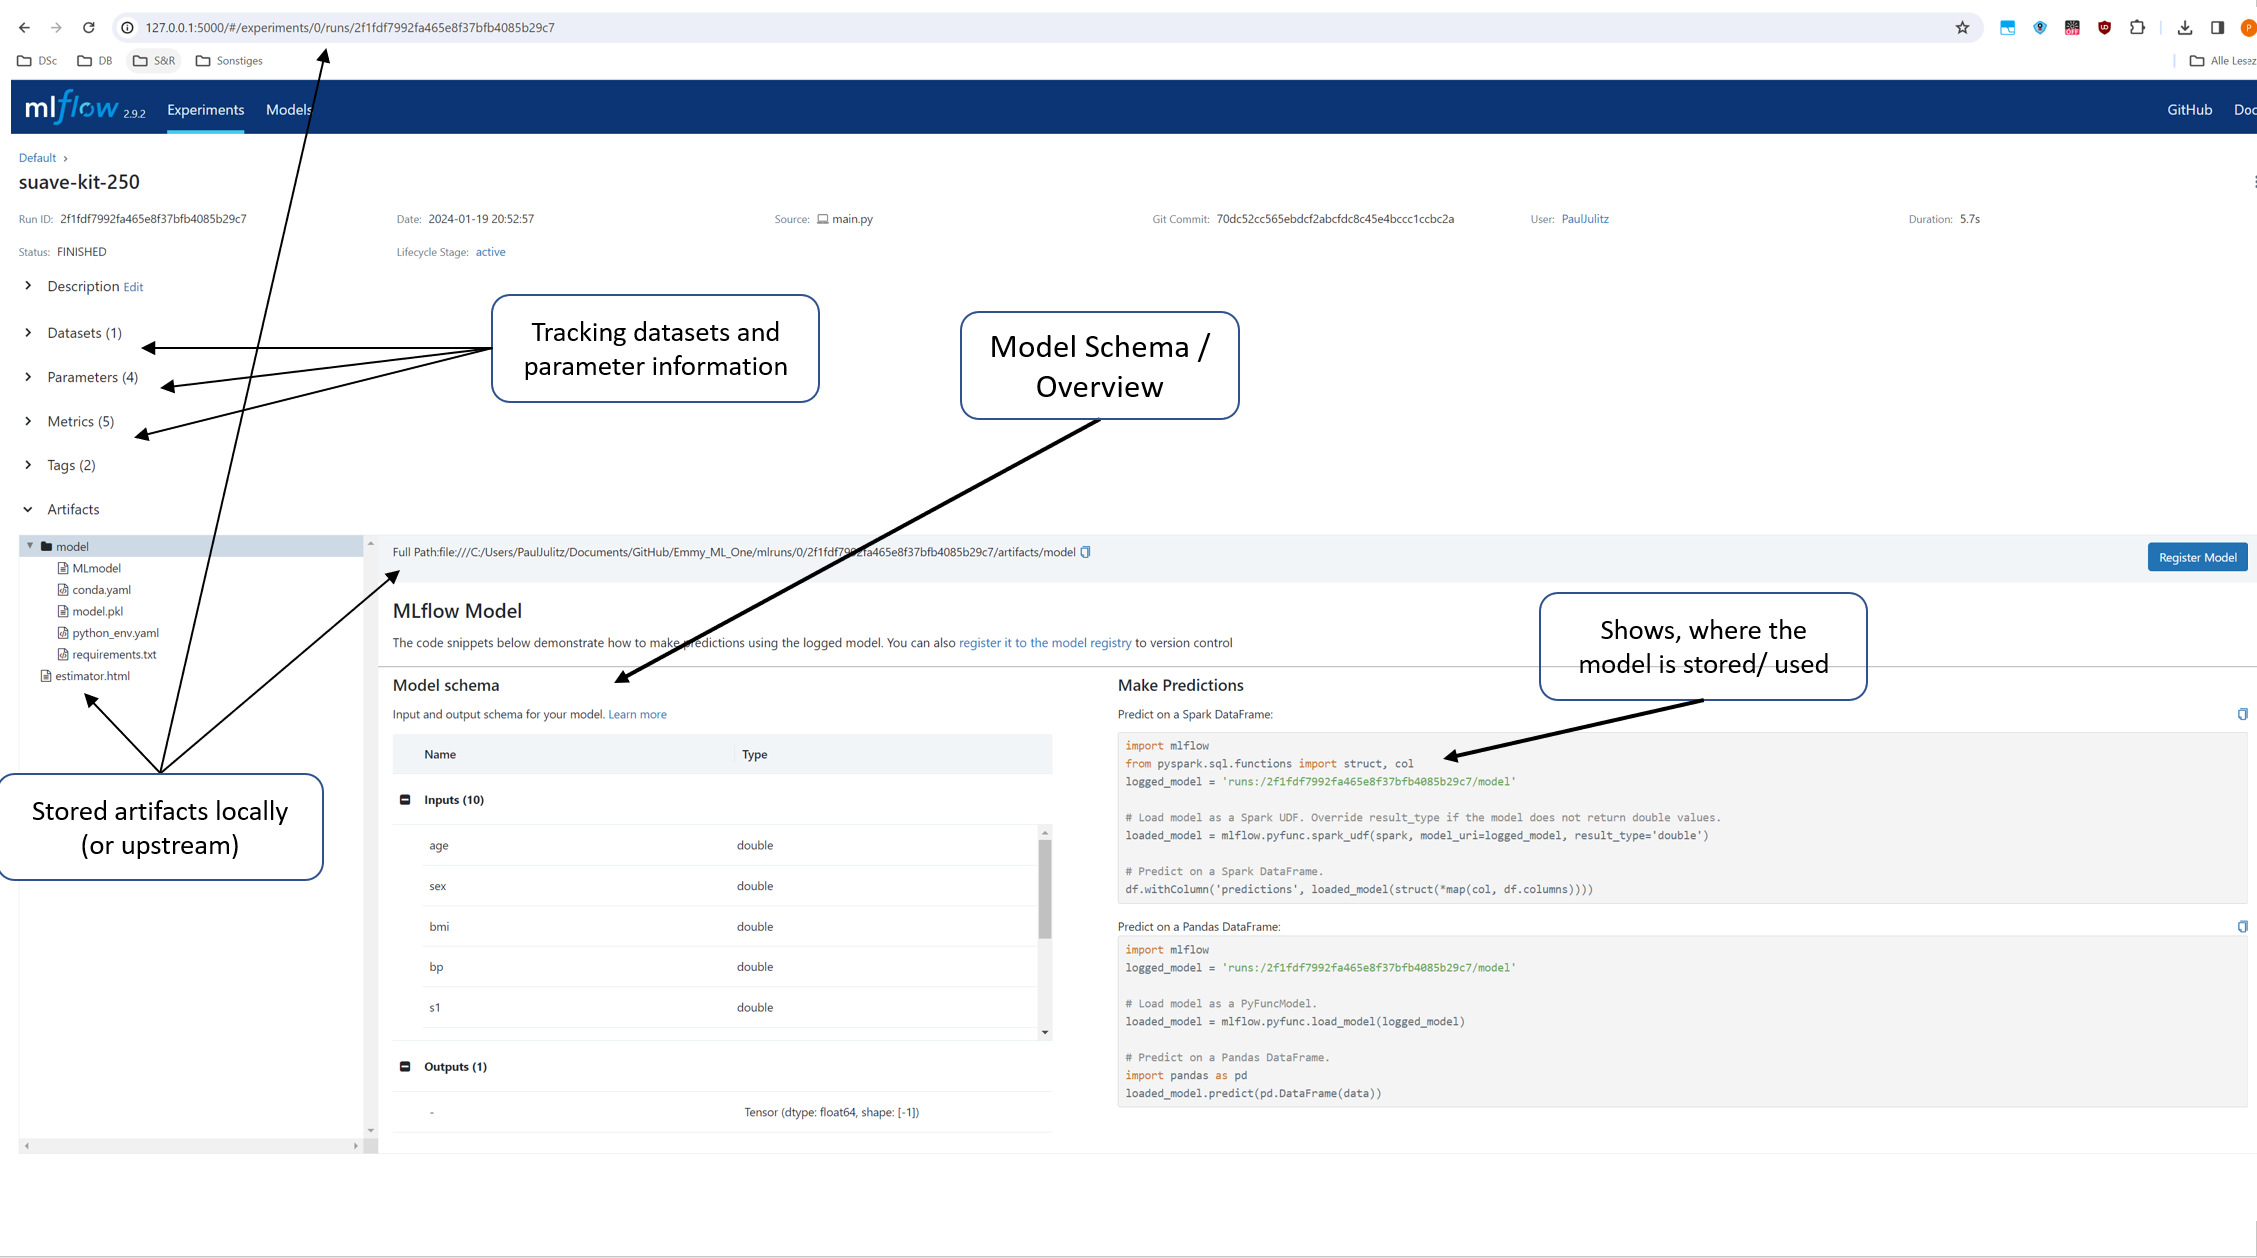 127.0.0.1:5000/#/experiments/0/runs/2f1fdf7992fa465e8f37bfb4085b29c7
OFF
P
DSc DB S&R Sonstiges
Alle Lesez
mlflow 2.9.2 Experiments Models
GitHub Doc
Default >
suave-kit-250
Run ID: 2f1fdf7992fa465e8f37bfb4085b29c7 Date: 2024-01-19 20:52:57 Source: main.py Git Commit: 70dc52cc565ebdcf2abcfdc8c45e4bccc1ccbc2a User: PaulJulitz Duration: 5.7s
Status: FINISHED Lifecycle Stage: active
Description Edit
Datasets (1)
Parameters (4)
Metrics (5)
Tags (2)
Artifacts
Tracking datasets and
parameter information
Model Schema /
Overview
model
MLmodel
conda.yaml
model.pkl
python_env.yaml
requirements.txt
estimator.html
Stored artifacts locally
(or upstream)
Full Path:file:///C:/Users/PaulJulitz/Documents/GitHub/Emmy_ML_One/mlruns/0/2f1fdf7992fa465e8f37bfb4085b29c7/artifacts/model
Register Model
MLflow Model
The code snippets below demonstrate how to make predictions using the logged model. You can also register it to the model registry to version control
Shows, where the
model is stored/ used
Model schema
Input and output schema for your model. Learn more
Name Type
Inputs (10)
age double
sex double
bmi double
bp double
s1 double
Outputs (1)
- Tensor (dtype: float64, shape: [-1])
Make Predictions
Predict on a Spark DataFrame:
import mlflow
from pyspark.sql.functions import struct, col
logged_model = 'runs:/2f1fdf7992fa465e8f37bfb4085b29c7/model'
# Load model as a Spark UDF. Override result_type if the model does not return double values.
loaded_model = mlflow.pyfunc.spark_udf(spark, model_uri=logged_model, result_type='double')
# Predict on a Spark DataFrame.
df.withColumn('predictions', loaded_model(struct(*map(col, df.columns))))
Predict on a Pandas DataFrame:
import mlflow
logged_model = 'runs:/2f1fdf7992fa465e8f37bfb4085b29c7/model'
# Load model as a PyFuncModel.
loaded_model = mlflow.pyfunc.load_model(logged_model)
# Predict on a Pandas DataFrame.
import pandas as pd
loaded_model.predict(pd.DataFrame(data))